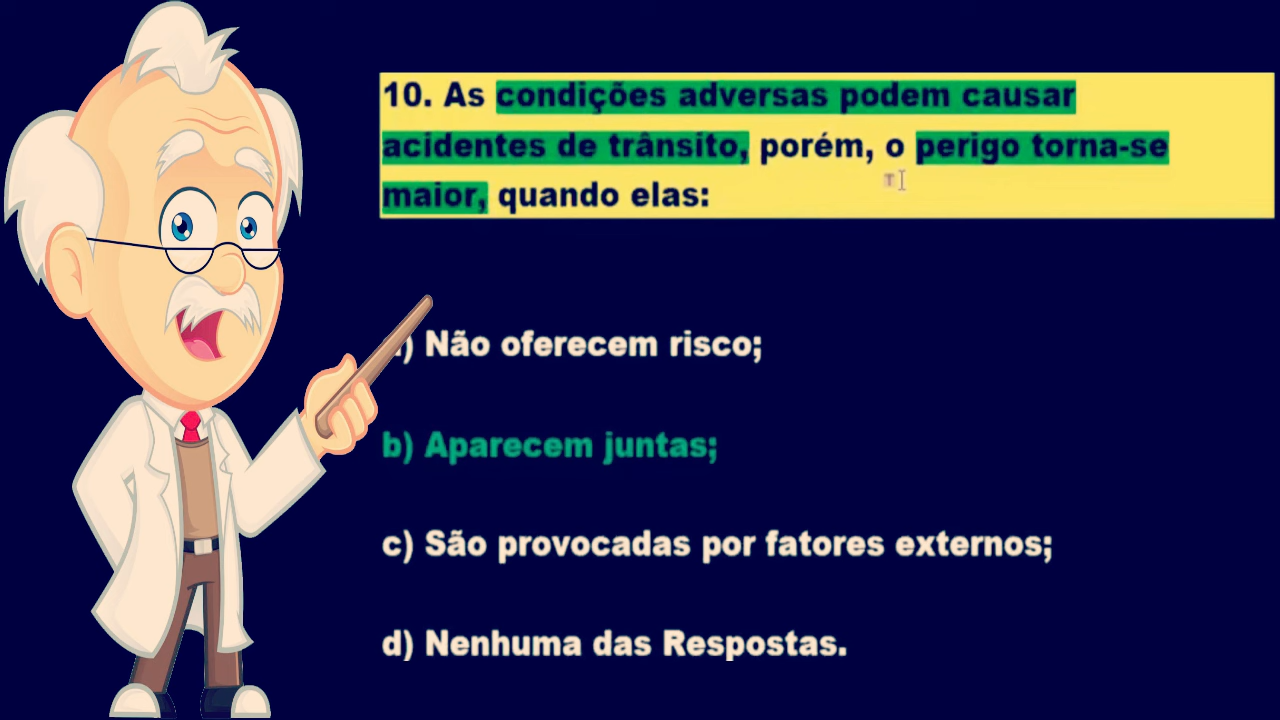 10. As condições adversas podem causar
acidentes de trânsito, porém, o perigo torna-se
maior, quando elas:
) Não oferecem risco;
b) Aparecem juntas;
c) São provocadas por fatores externos;
d) Nenhuma das Respostas.